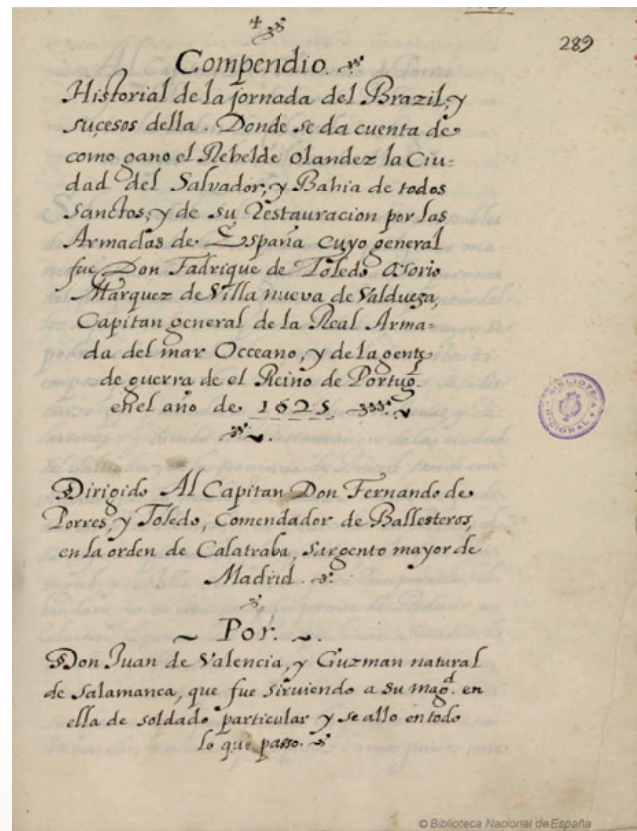 289
Compendio.
Historial de la jornada del Brazil, y
suçesos della. Donde se da cuenta de
como gano el Rebelde olandez la Ciu=
dad del Salvador, y Bahia de todos
Sanctos, y de su Restauracion por las
Armadas de España cuyo general
fue Don Fadrique de Toledo osorio
Marquez de Villa nueva de Valdueza,
Capitan general de la Real Arma=
da del mar Occeano, y de la gente
de guerra de el Reino de Portugl.
en el año de 1625
Dirigido Al Capitan Don Fernando de
Porres, y Toledo, Comendador de Ballesteros,
en la orden de Calatraba, sargento mayor de
Madrid.
~ Por. ~.
Don Juan de Valencia, y Guzman natural
de Salamanca, que fue sirviendo a su magd. en
ella de soldado particular y se allo en todo
lo que passo.
BIBLIOTECA
NACIONAL
© Biblioteca Nacional de España